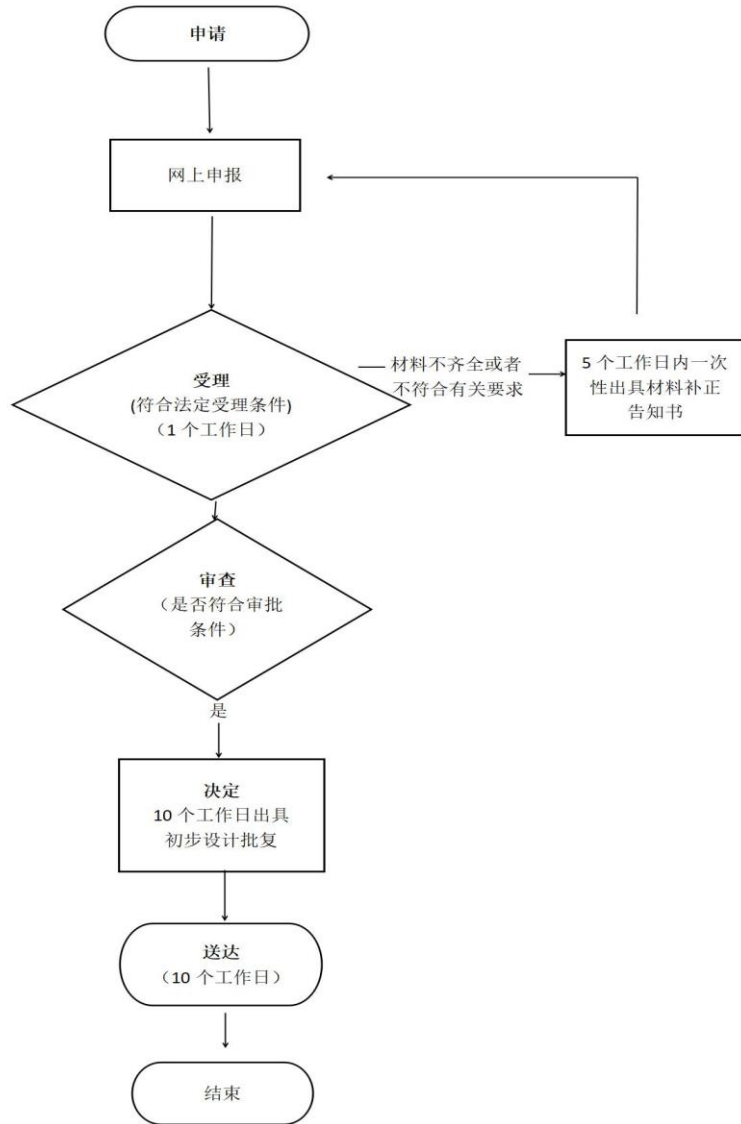 申请
网上申报
受理
(符合法定受理条件)
（1 个工作日）
材料不齐全或者
不符合有关要求
5 个工作日内一次
性出具材料补正
告知书
审查
（是否符合审批
条件）
是
决定
10 个工作日出具
初步设计批复
送达
（10 个工作日）
结束